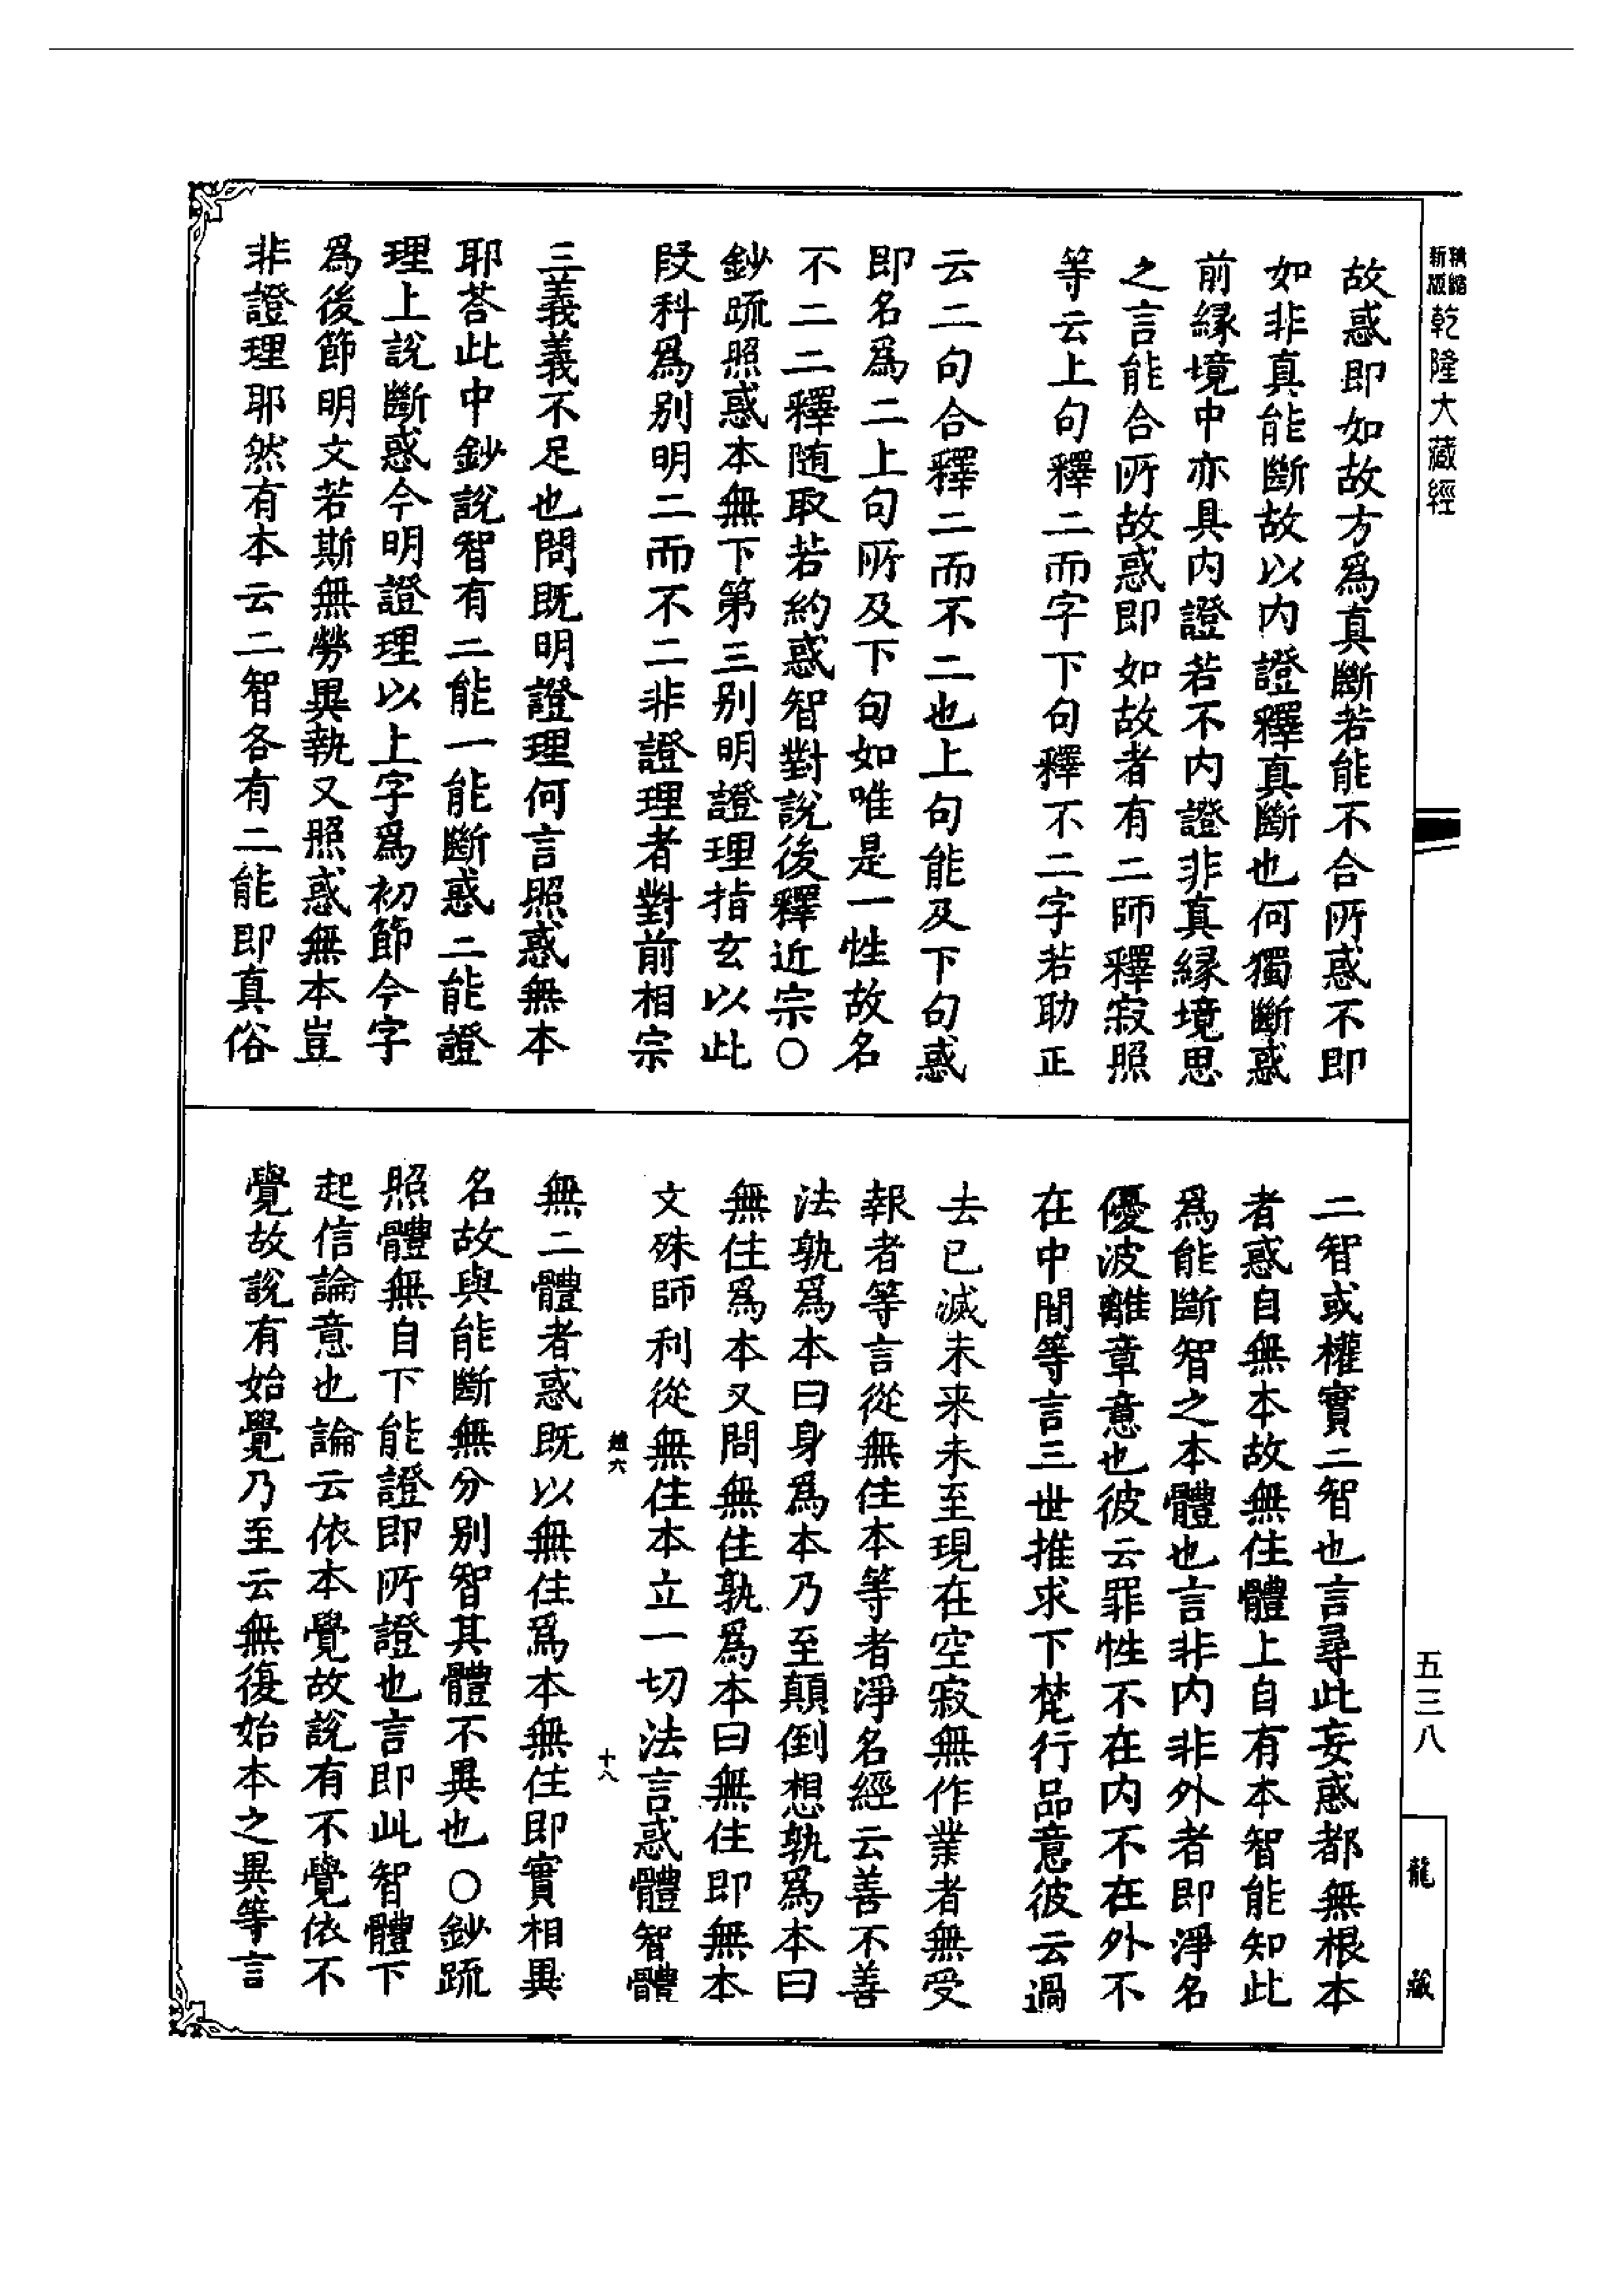 新版精縮
乾隆大藏經
故惑即如故方爲真斷若能不合所惑不即
如非真能斷故以内證釋真斷也何獨斷惑
前緣境中亦具内證若不内證非真緣境思
之言能合所故惑即如故者有二師釋寂照
等云上句釋二而字下句釋不二字若助正
云二句合釋二而不二也上句能及下句惑
即名爲二上句所及下句如唯是一性故名
不二二釋随取若約惑智對說後釋近宗○
鈔䟽照惑本無下第三別明證理指玄以此
段科爲別明二而不二非證理者對前相宗
三義義不足也問既明證理何言照惑無本
耶荅此中鈔說智有二能一能斷惑二能證
理上說斷惑今明證理以上字爲初節今字
爲後節明文若斯無勞異執又照惑無本豈
非證理耶然有本云二智各有二能即真俗
二智或權實二智也言尋此妄惑都無根本
者惑自無本故無住體上自有本智能知此
爲能斷智之本體也言非内非外者即淨名
優波離章意也彼云罪性不在内不在外不
在中間等言三世推求下梵行品意彼云過
去已滅未来未至現在空寂無作業者無受
報者等言從無住本等者淨名經云善不善
法孰爲本曰身爲本乃至顛倒想孰爲本曰
無住爲本又問無住孰爲本曰無住即無本
文殊師利從無住本立一切法言惑體智體
無二體者惑既以無住爲本無住即實相異
名故與能斷無分别智其體不異也○鈔䟽
照體無自下能證即所證也言即此智體下
起信論意也論云依本覺故說有不覺依不
覺故說有始覺乃至云無復始本之異等言
十八
五三八
龍藏